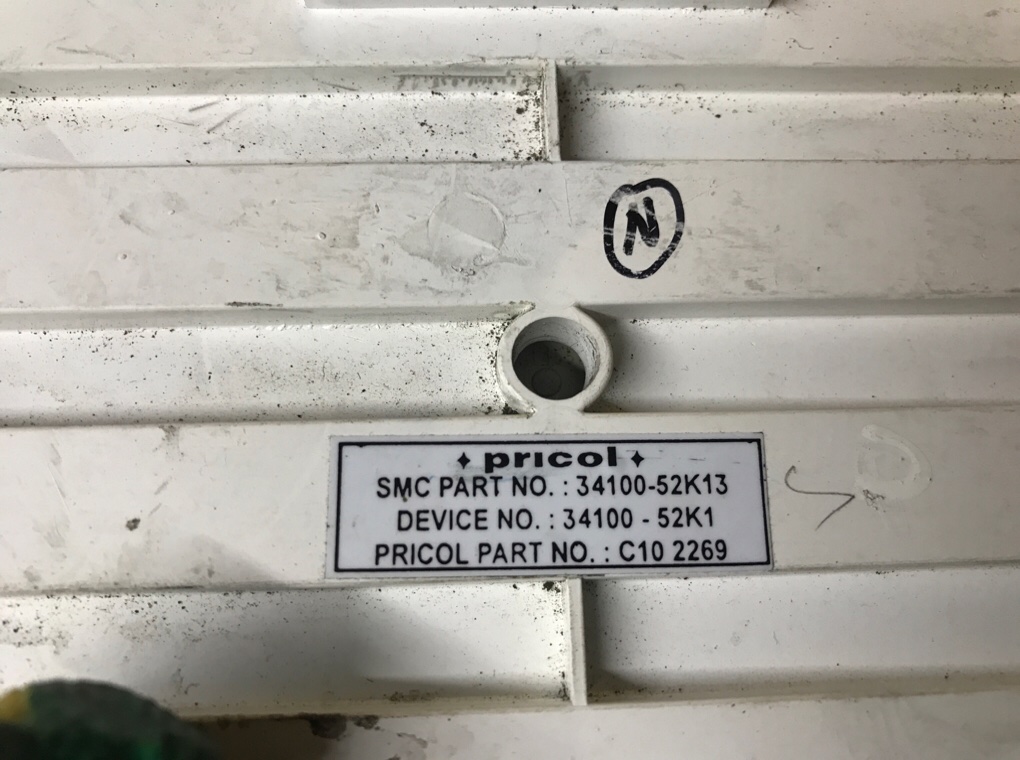 N
pricol
SMC PART NO. : 34100-52K13
DEVICE NO. : 34100 - 52K1
PRICOL PART NO. : C10 2269